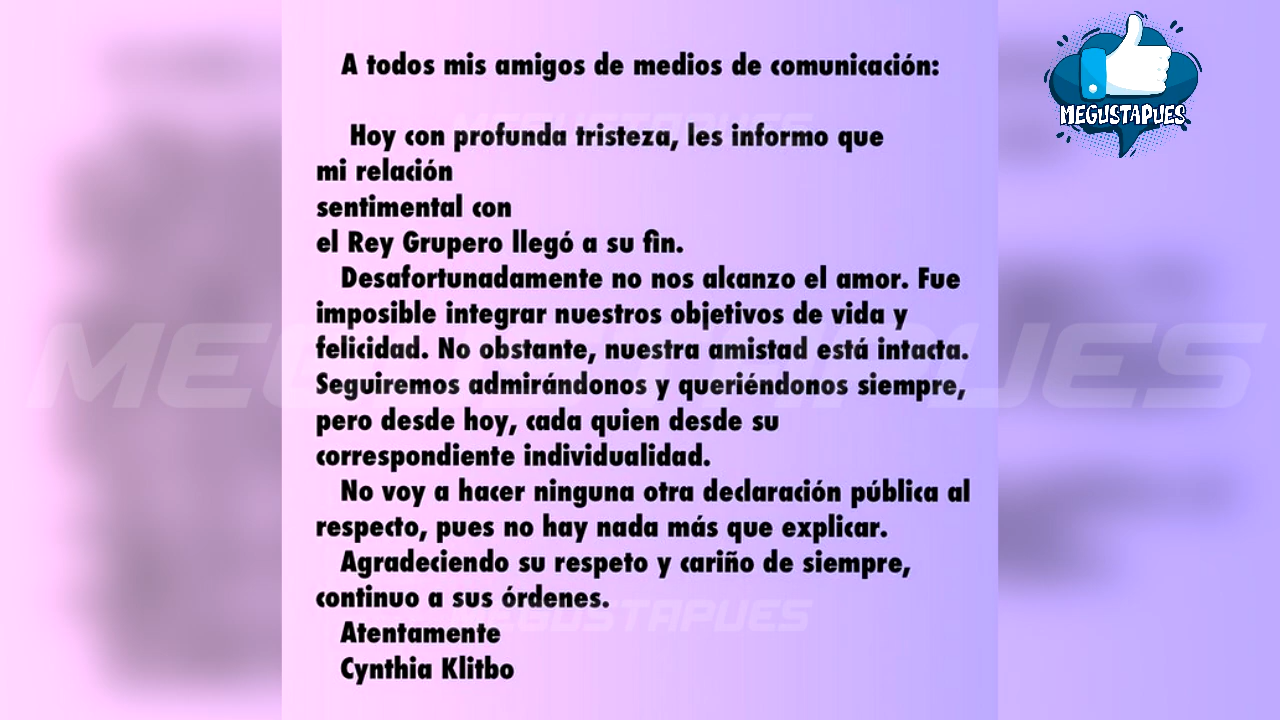 A todos mis amigos de medios de comunicación:
MEGUSTAPUES
Hoy con profunda tristeza, les informo que
mi relación
sentimental con
el Rey Grupero llegó a su fin.
Desafortunadamente no nos alcanzo el amor. Fue
imposible integrar nuestros objetivos de vida y
felicidad. No obstante, nuestra amistad está intacta.
MEGUSTAPUES
Seguiremos admirándonos y queriéndonos siempre,
pero desde hoy, cada quien desde su
correspondiente individualidad.
No voy a hacer ninguna otra declaración pública al
respecto, pues no hay nada más que explicar.
Agradeciendo su respeto y cariño de siempre,
continuo a sus órdenes.
MEGUSTAPUES
Atentamente
Cynthia Klitbo